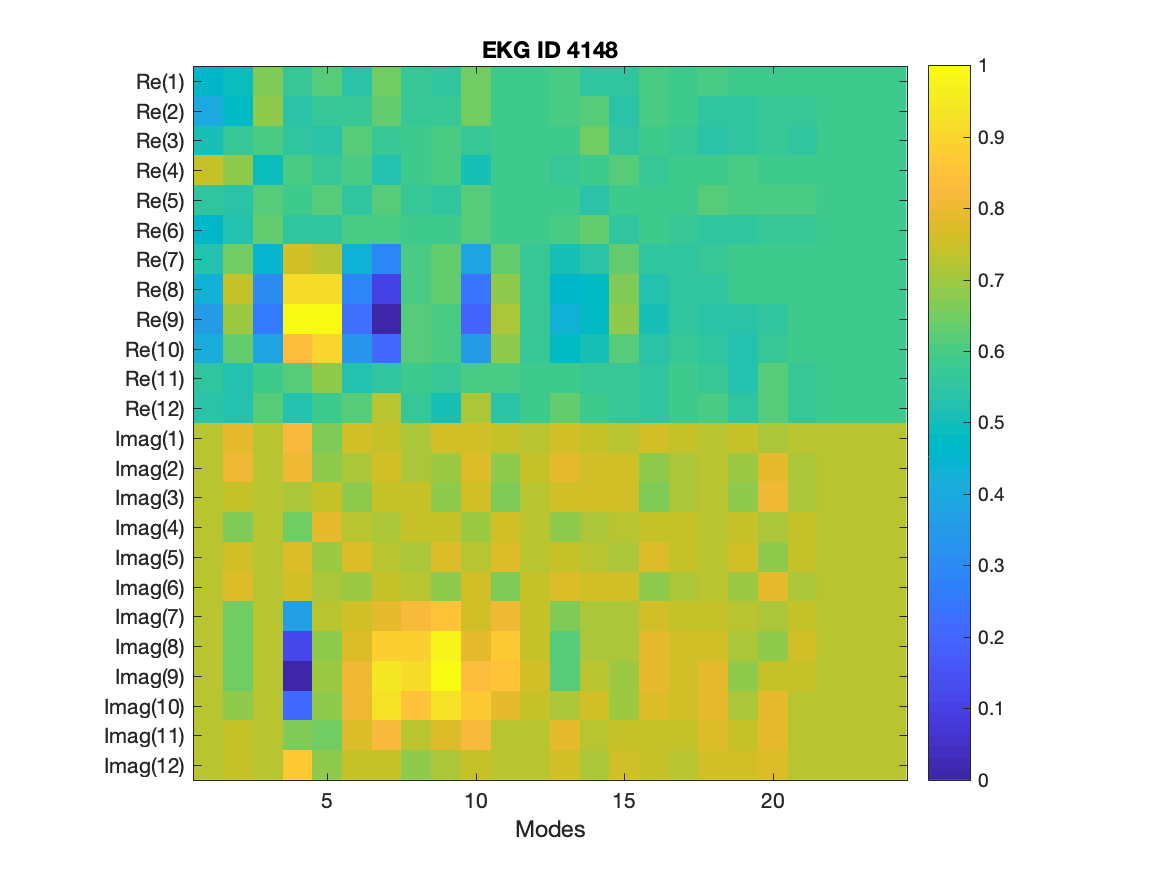 EKG ID 4148
Re(1)
Re(2)
Re(3)
Re(4)
Re(5)
Re(6)
Re(7)
Re(8)
Re(9)
Re(10)
Re(11)
Re(12)
Imag(1)
Imag(2)
Imag(3)
Imag(4)
Imag(5)
Imag(6)
Imag(7)
Imag(8)
Imag(9)
Imag(10)
Imag(11)
Imag(12)
5 10 15 20
Modes
1
0.9
0.8
0.7
0.6
0.5
0.4
0.3
0.2
0.1
0